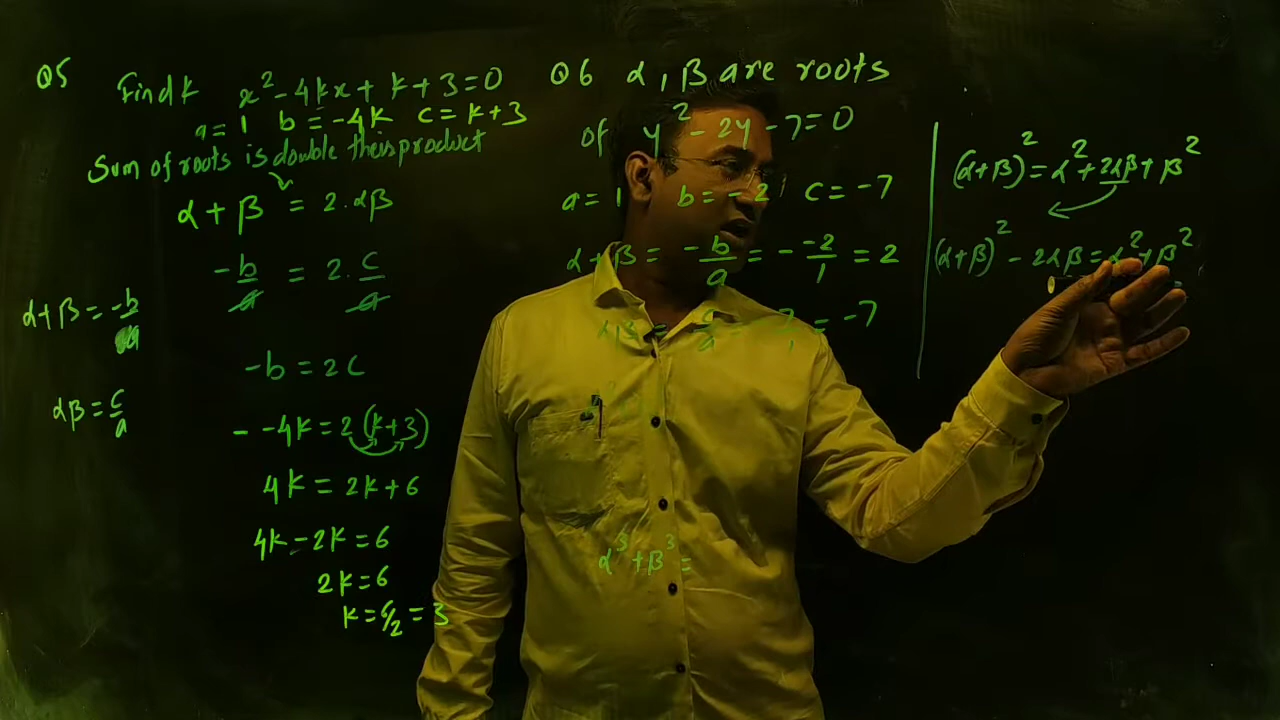 Q5
Find k x² - 4kx + k + 3 = 0
a = 1 b = -4k c = k+3
Sum of roots is double their product
α + β = 2.αβ
-b/a = 2.c/a
α+β = -b/a
-b = 2c
αβ = c/a
- -4k = 2(k+3)
4k = 2k+6
4k - 2k = 6
2k = 6
k = 6/2 = 3
Q6 α, β are roots
of y² - 2y - 7 = 0
a = 1 b = -2 c = -7
α+β = -b/a = - -2/1 = 2
αβ = c/a = -7/1 = -7
α³ + β³ =
(α+β)² = α² + 2αβ + β²
(α+β)² - 2αβ = α² + β²